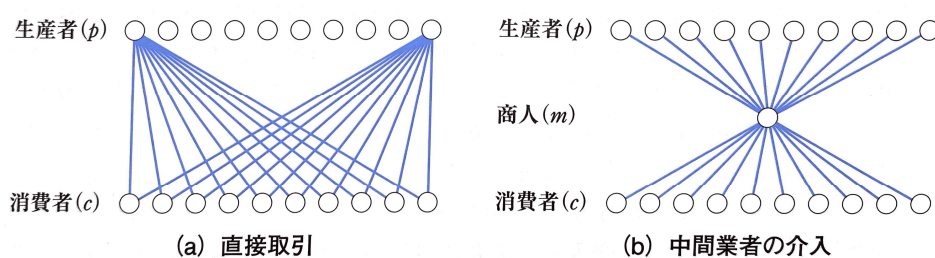 生産者(p)
消費者(c)
(a) 直接取引
生産者(p)
商人(m)
消費者(c)
(b) 中間業者の介入